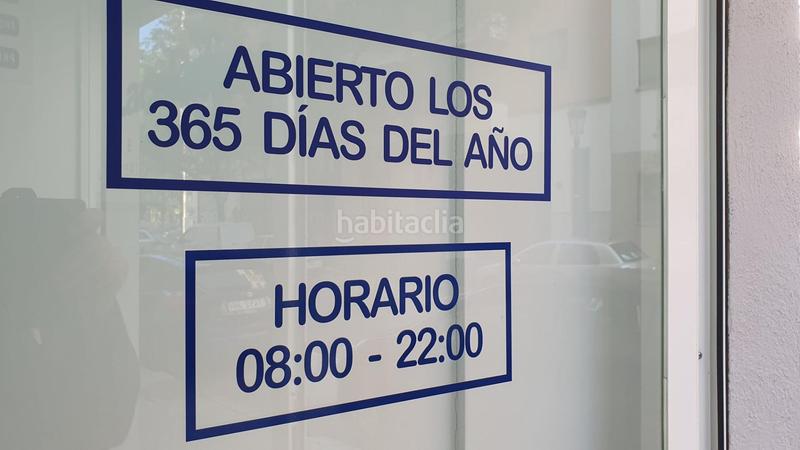 ABIERTO LOS
365 DÍAS DEL AÑO
habitaclia
HORARIO
08:00 - 22:00